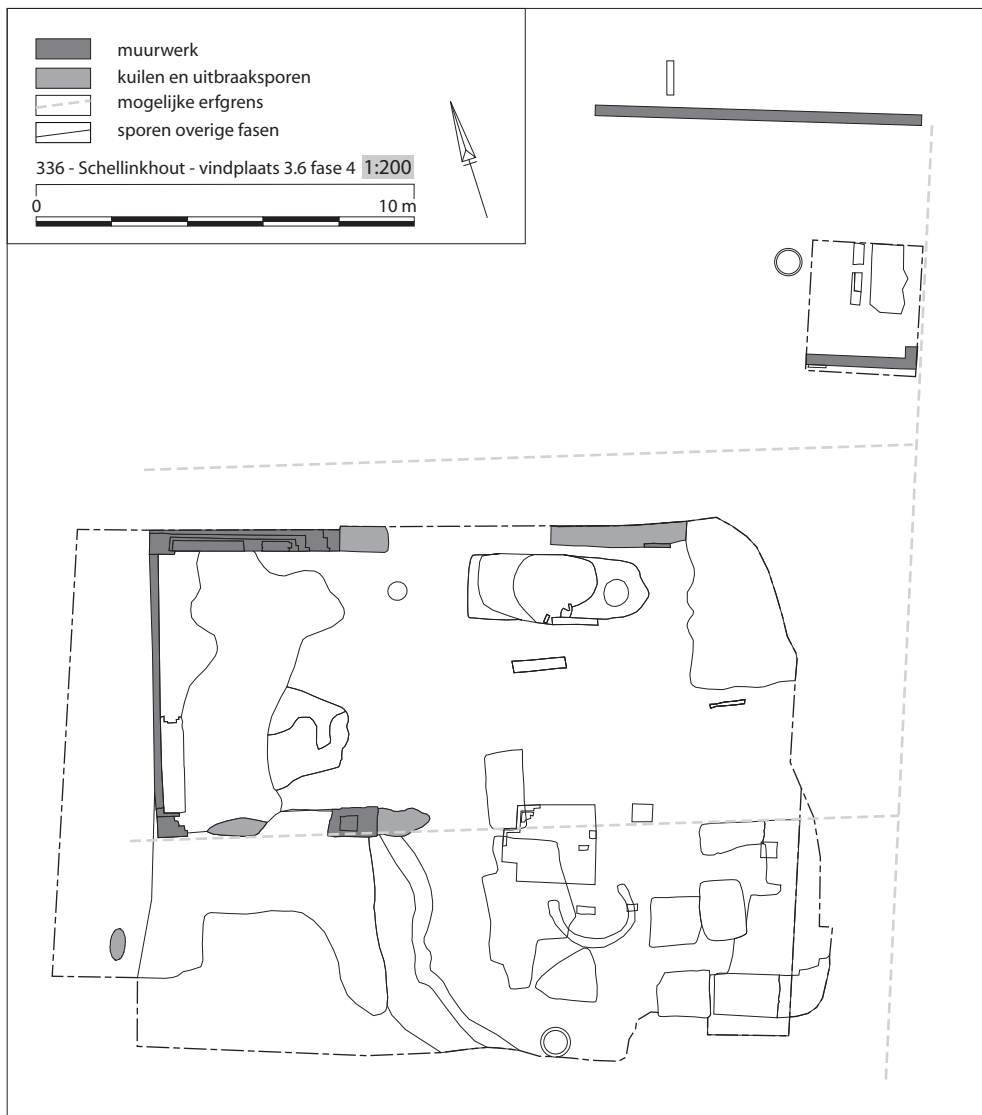 muurwerk
kuilen en uitbraaksporen
mogelijke erfgrens
sporen overige fasen
336 - Schellinkhout - vindplaats 3.6 fase 4 1:200
0 10 m